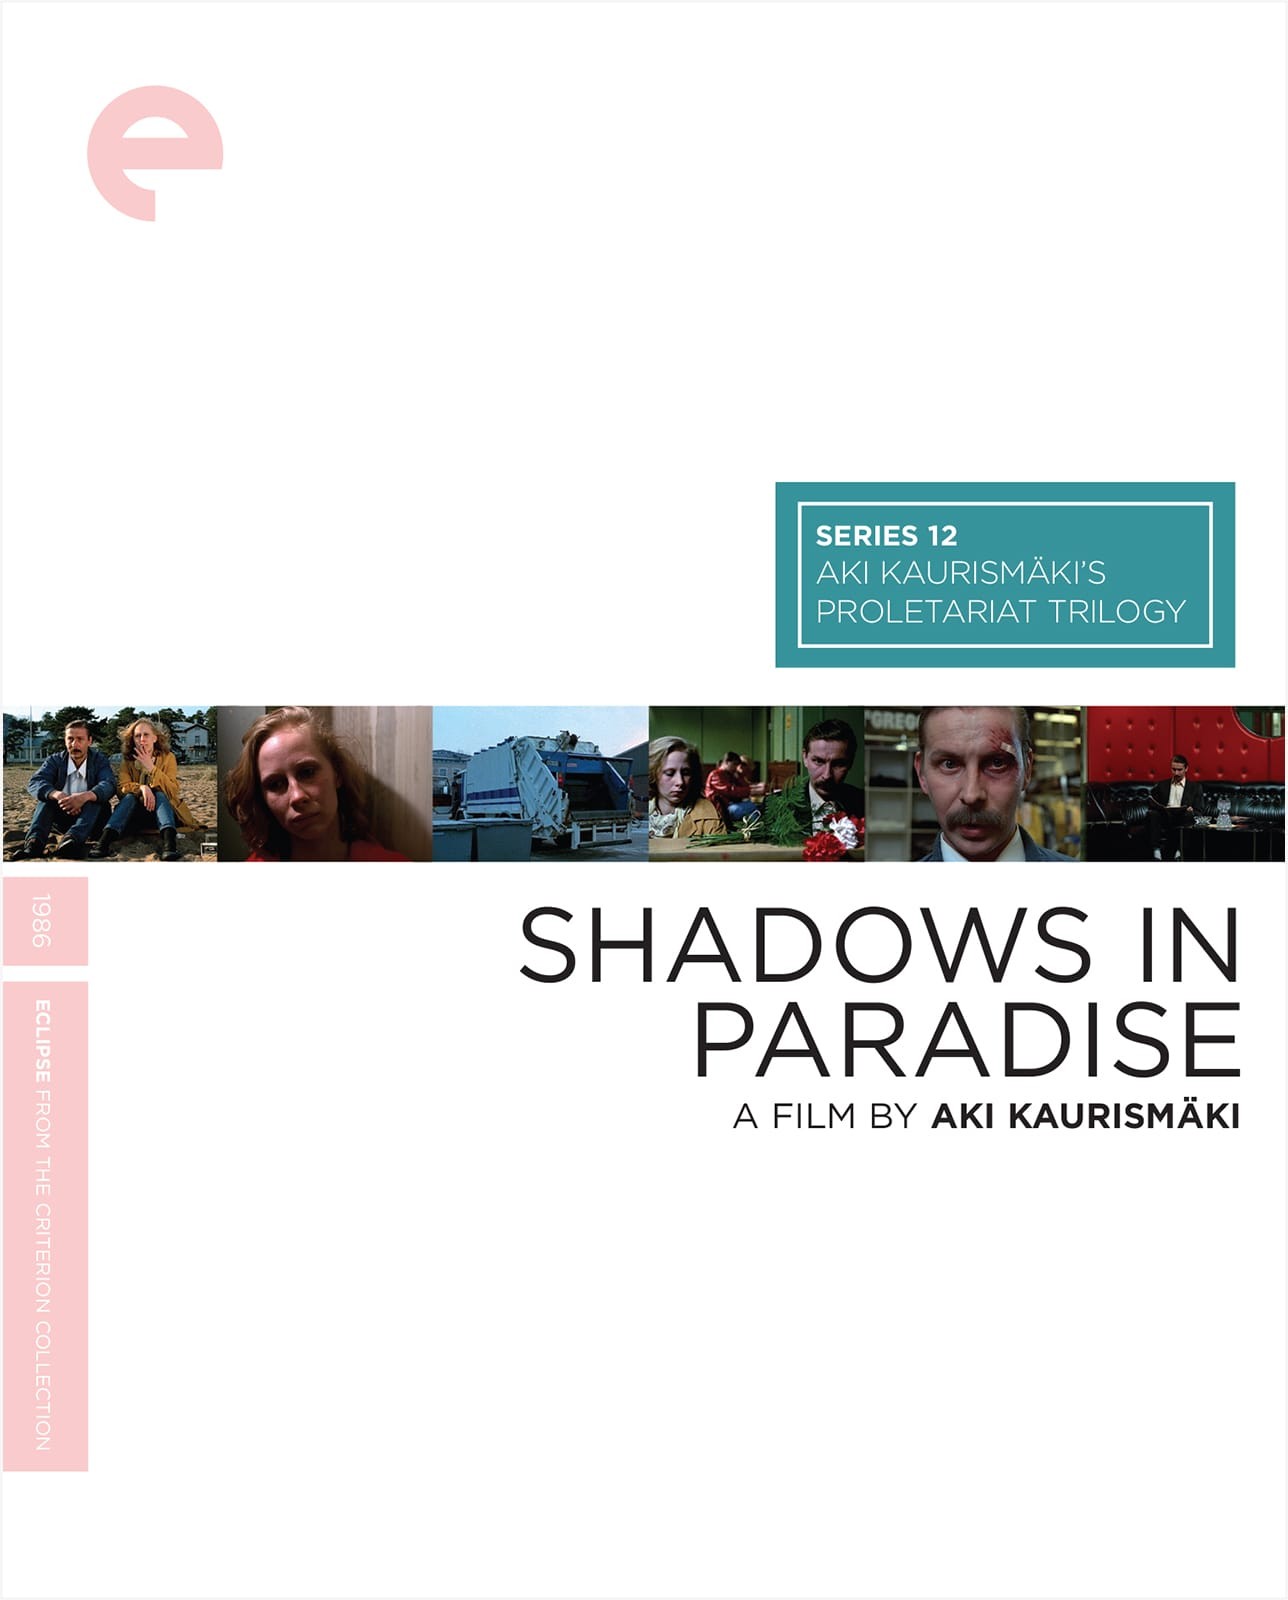 e
SERIES 12
AKI KAURISMÄKI'S
PROLETARIAT TRILOGY
GREG
1986
SHADOWS IN
PARADISE
A FILM BY AKI KAURISMÄKI
ECLIPSE FROM THE CRITERION COLLECTION